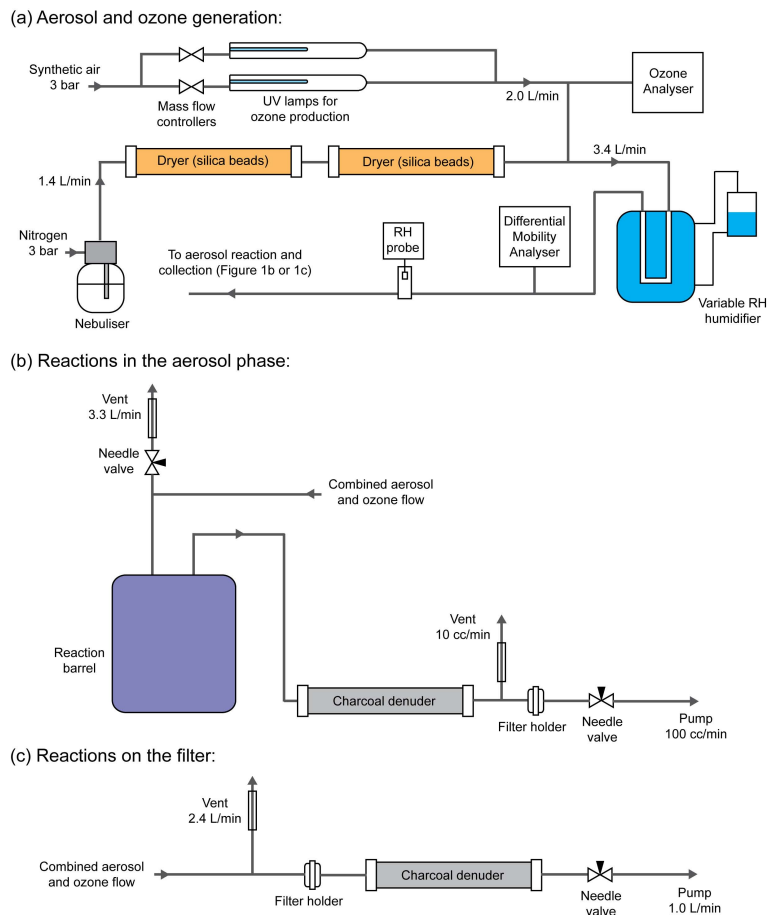 (a) Aerosol and ozone generation:
Synthetic air
3 bar
Mass flow
controllers
UV lamps for
ozone production
2.0 L/min
Ozone
Analyser
Dryer (silica beads)
Dryer (silica beads)
3.4 L/min
1.4 L/min
Nitrogen
3 bar
Nebuliser
To aerosol reaction and
collection (Figure 1b or 1c)
RH
probe
Differential
Mobility
Analyser
Variable RH
humidifier
(b) Reactions in the aerosol phase:
Vent
3.3 L/min
Needle
valve
Combined aerosol
and ozone flow
Reaction
barrel
Vent
10 cc/min
Charcoal denuder
Filter holder
Needle
valve
Pump
100 cc/min
(c) Reactions on the filter:
Vent
2.4 L/min
Combined aerosol
and ozone flow
Filter holder
Charcoal denuder
Needle
valve
Pump
1.0 L/min